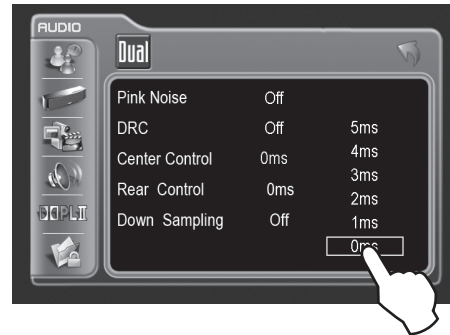 AUDIO
Dual
Pink Noise Off
DRC Off 5ms
4ms
Center Control 0ms
3ms
Rear Control 0ms
2ms
Down Sampling Off 1ms
0ms
PLII